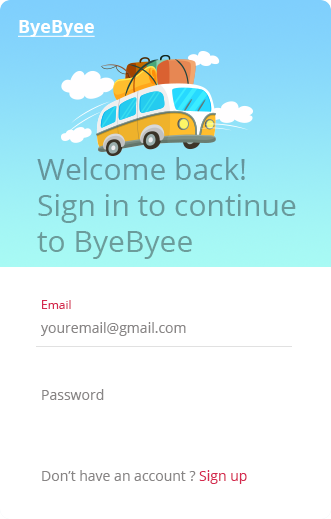 ByeByee
Welcome back!
Sign in to continue
to ByeByee
Email
youremail@gmail.com
Password
Don’t have an account ? Sign up